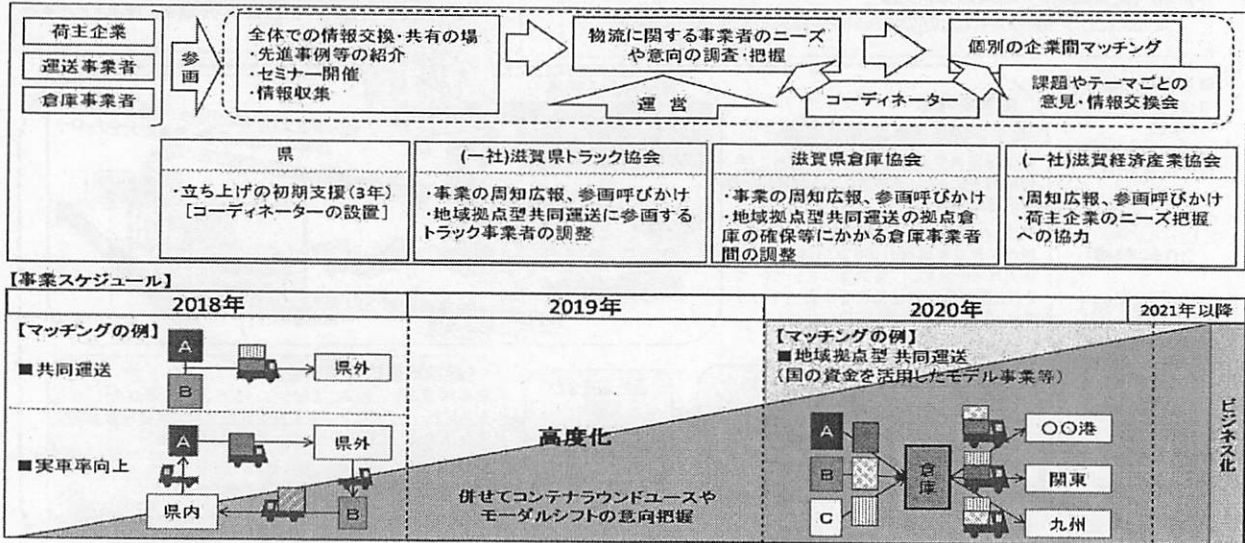 荷主企業
運送事業者
倉庫事業者
参画
全体での情報交換・共有の場
・先進事例等の紹介
・セミナー開催
・情報収集
物流に関する事業者のニーズ
や意向の調査・把握
運営
コーディネーター
個別の企業間マッチング
課題やテーマごとの
意見・情報交換会
県
・立ち上げの初期支援(3年)
[コーディネーターの設置]
(一社)滋賀県トラック協会
・事業の周知広報、参画呼びかけ
・地域拠点型共同運送に参画する
トラック事業者の調整
滋賀県倉庫協会
・事業の周知広報、参画呼びかけ
・地域拠点型共同運送の拠点倉
庫の確保等にかかる倉庫事業者
間の調整
(一社)滋賀経済産業協会
・周知広報、参画呼びかけ
・荷主企業のニーズ把握
への協力
【事業スケジュール】
2018年
2019年
2020年
2021年以降
【マッチングの例】
■共同運送
A
B
県外
■実車率向上
A
県外
県内
B
高度化
併せてコンテナラウンドユースや
モーダルシフトの意向把握
【マッチングの例】
■地域拠点型 共同運送
(国の資金を活用したモデル事業等)
A
B
C
倉庫
〇〇港
関東
九州
ビジネス化